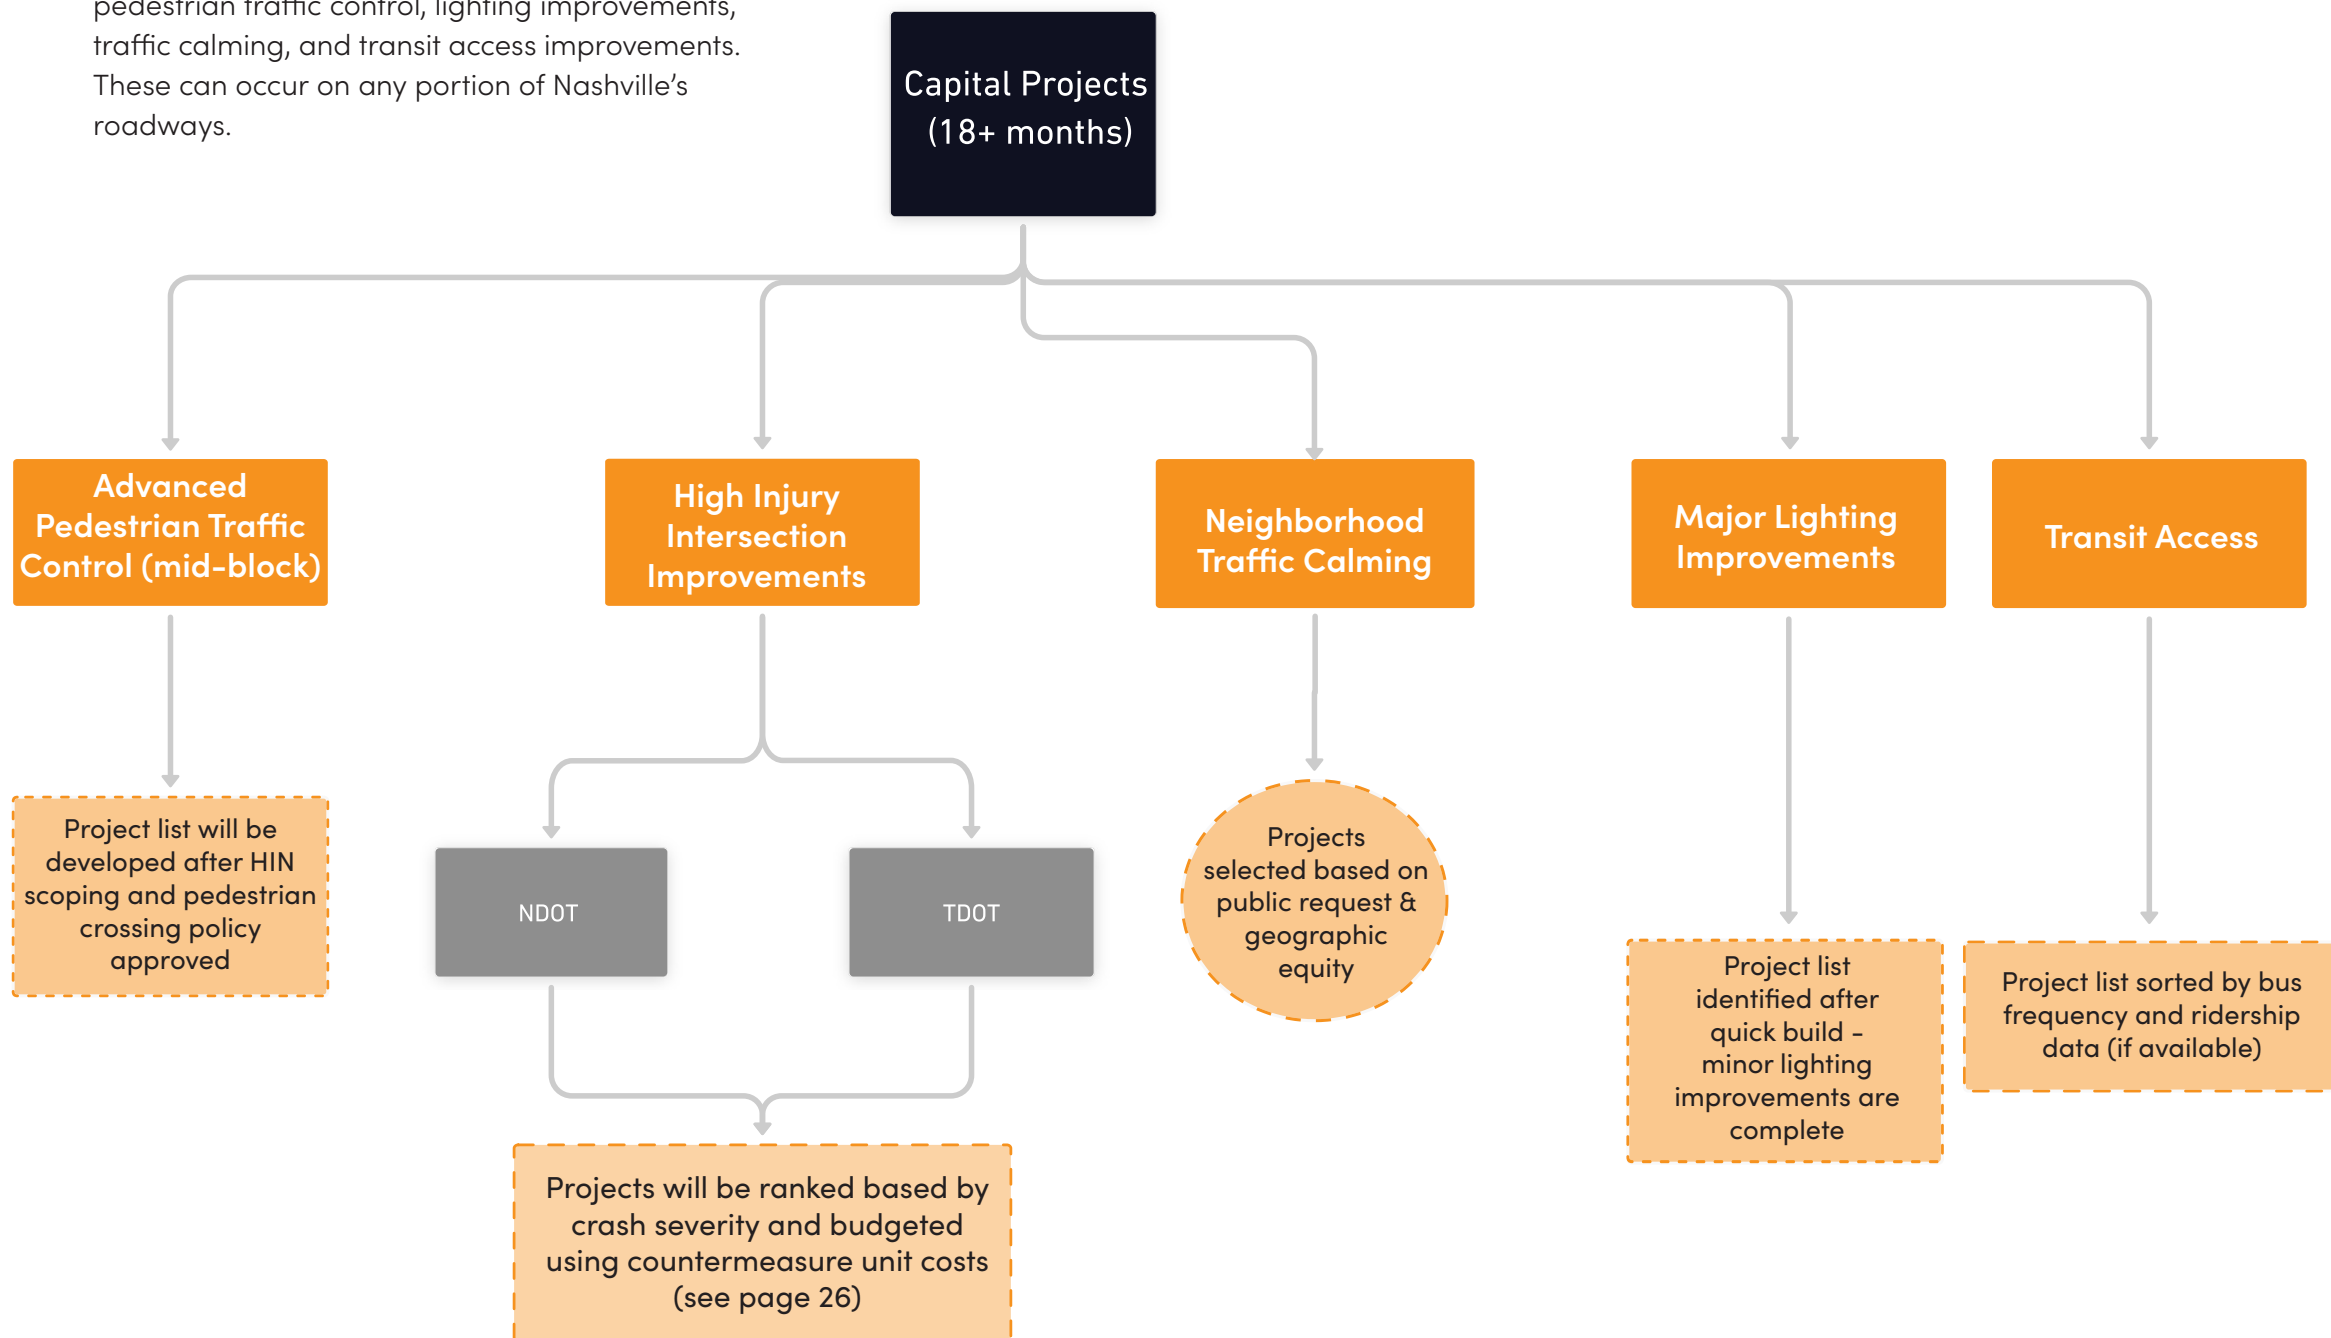 pedestrian traffic control, lighting improvements,
traffic calming, and transit access improvements.
These can occur on any portion of Nashville’s
roadways.
Capital Projects
(18+ months)
Advanced
Pedestrian Traffic
Control (mid-block)
High Injury
Intersection
Improvements
Neighborhood
Traffic Calming
Major Lighting
Improvements
Transit Access
Project list will be
developed after HIN
scoping and pedestrian
crossing policy
approved
NDOT
TDOT
Projects
selected based on
public request &
geographic
equity
Project list
identified after
quick build -
minor lighting
improvements are
complete
Project list sorted by bus
frequency and ridership
data (if available)
Projects will be ranked based by
crash severity and budgeted
using countermeasure unit costs
(see page 26)